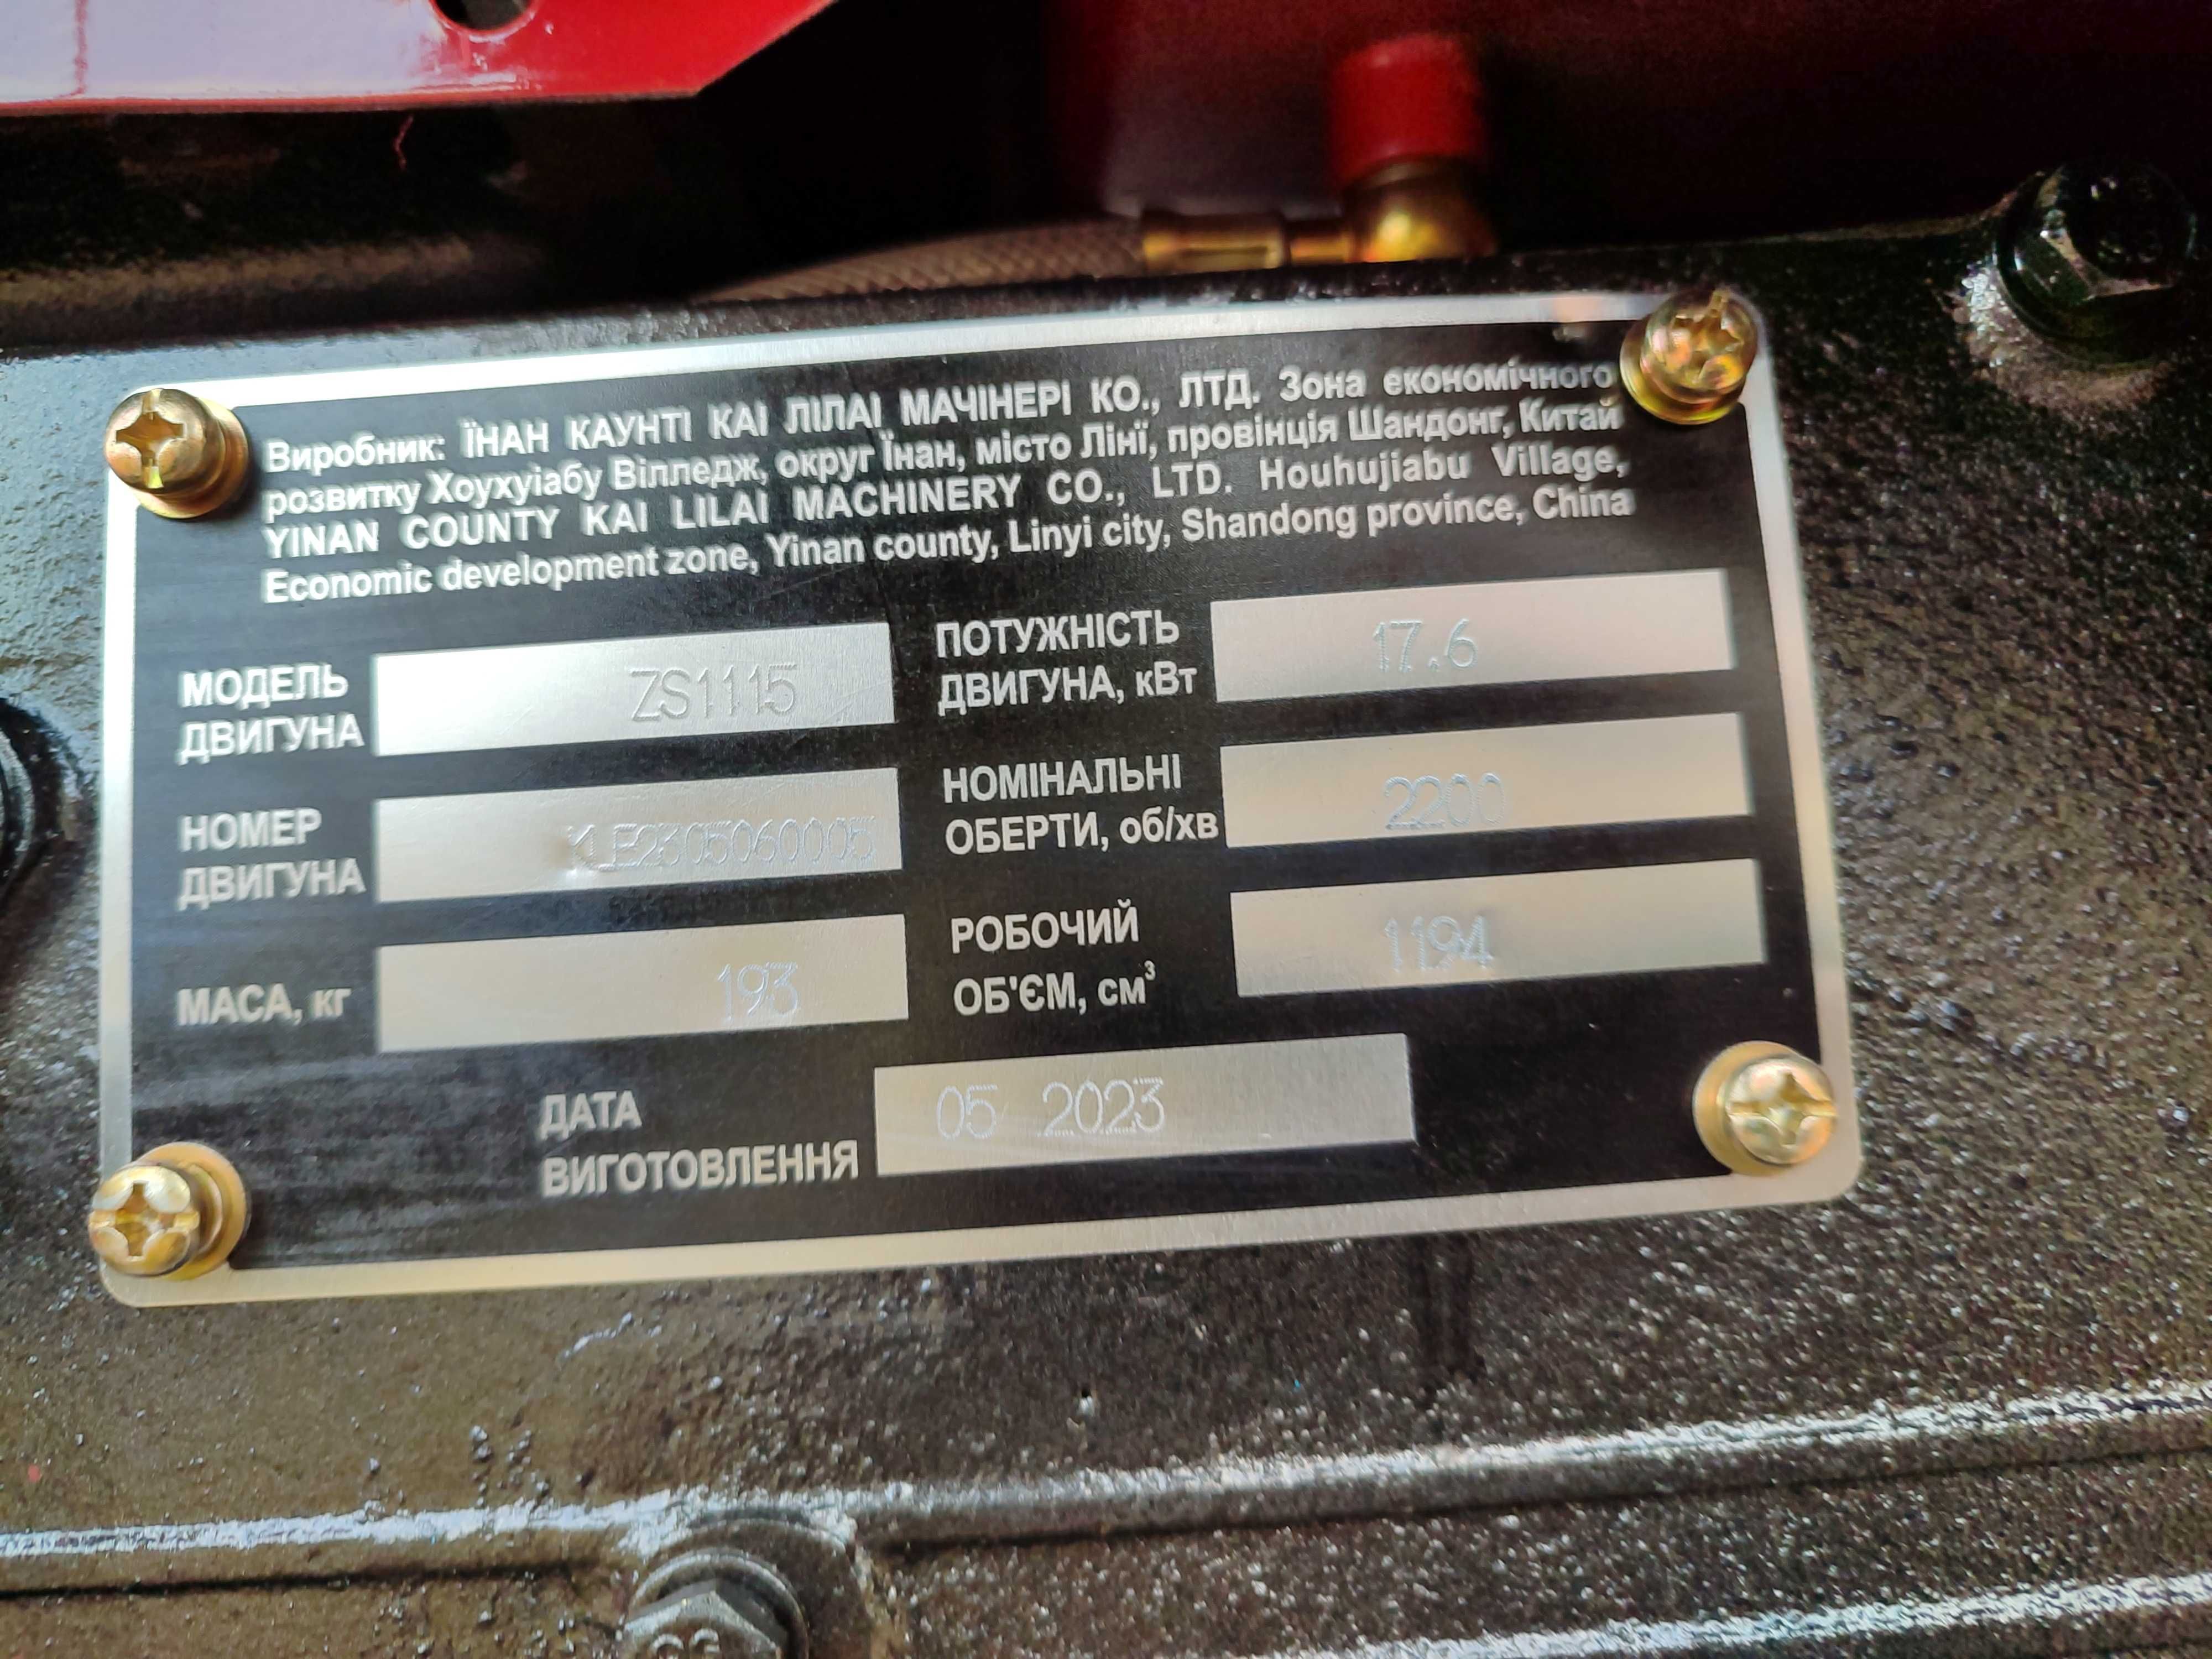 Виробник: ЇНАН КАУНТІ КАІ ЛІЛАІ МАЧІНЕРІ КО., ЛТД. Зона економічного
розвитку Хоухуіабу Вілледж, округ Їнан, місто Лінї, провінція Шандонг, Китай
YINAN COUNTY KAI LILAI MACHINERY CO., LTD. Houhujiabu Village,
Economic development zone, Yinan county, Linyi city, Shandong province, China
МОДЕЛЬ
ДВИГУНА
ZS1115
ПОТУЖНІСТЬ
ДВИГУНА, кВт
17.6
НОМЕР
ДВИГУНА
KLE2305060005
НОМІНАЛЬНІ
ОБЕРТИ, об/хв
2200
МАСА, кг
193
РОБОЧИЙ
ОБ'ЄМ, см³
1194
ДАТА
ВИГОТОВЛЕННЯ
05 2023